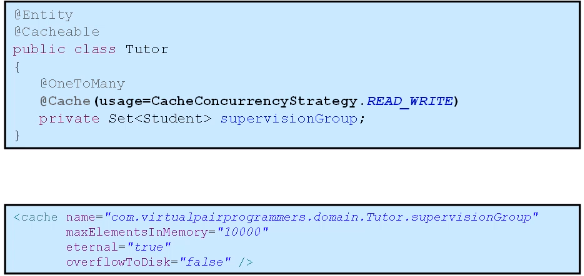 @Entity
@Cacheable
public class Tutor
{
@OneToMany
@Cache(usage=CacheConcurrencyStrategy.READ_WRITE)
private Set<Student> supervisionGroup;
}
<cache name="com.virtualpairprogrammers.domain.Tutor.supervisionGroup"
maxElementsInMemory="10000"
eternal="true"
overflowToDisk="false" />